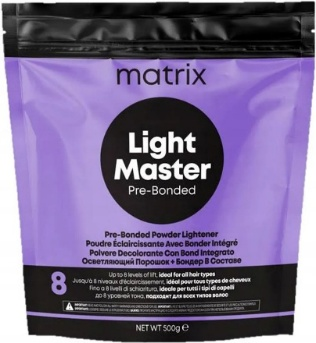 matrix
Light
Master
Pre-Bonded
Pre-Bonded Powder Lightener
Poudre Éclaircissante Avec Bonder Intégré
Polvere Decolorante Con Bond Integrato
Осветляющий Порошок + Бондер В Составе
8
Up to 8 levels of lift, ideal for all hair types
Jusqu'à 8 niveaux d'éclaircissement, idéal pour tous types de cheveux
Fino a 8 livelli di schiaritura, ideale per tutti i tipi di capelli
до 8 уровней тона, подходит для всех типов волос
NET WT 500g